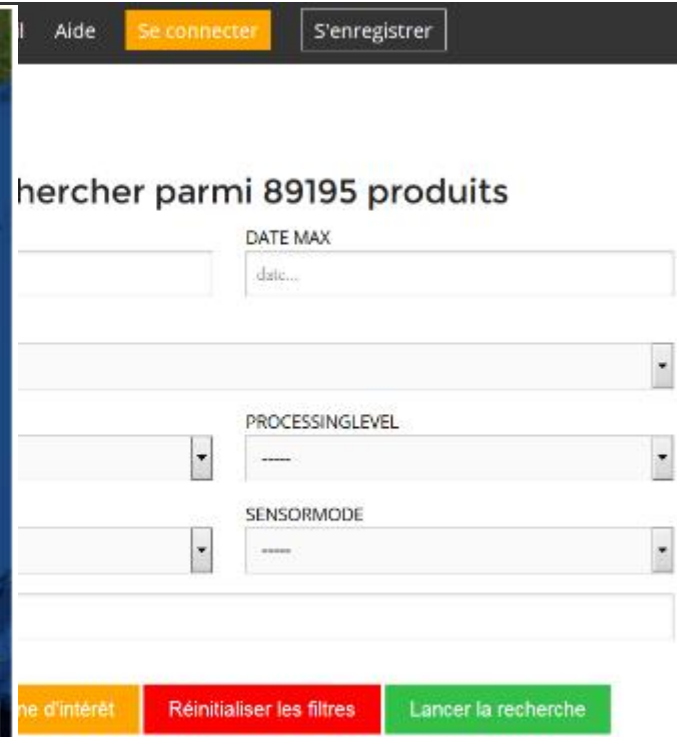 l Aide Se connecter S'enregistrer
hercher parmi 89195 produits
DATE MAX
date...
PROCESSINGLEVEL
-----
SENSORMODE
-----
ne d'intérêt Réinitialiser les filtres Lancer la recherche